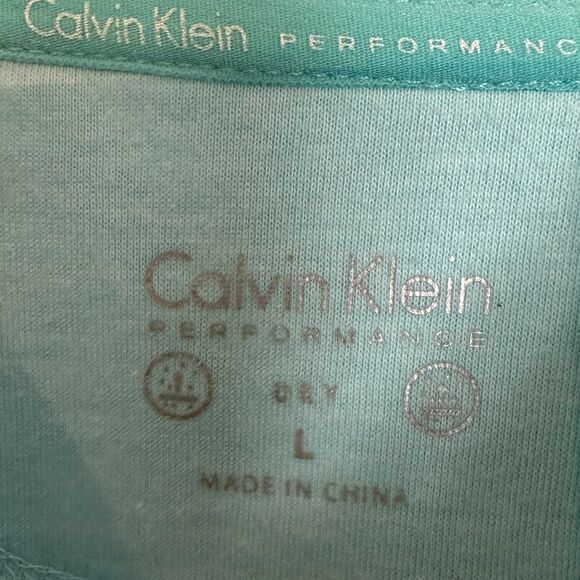 Calvin Klein PERFORMANC
Calvin Klein
PERFORMANCE
DRY
L
MADE IN CHINA